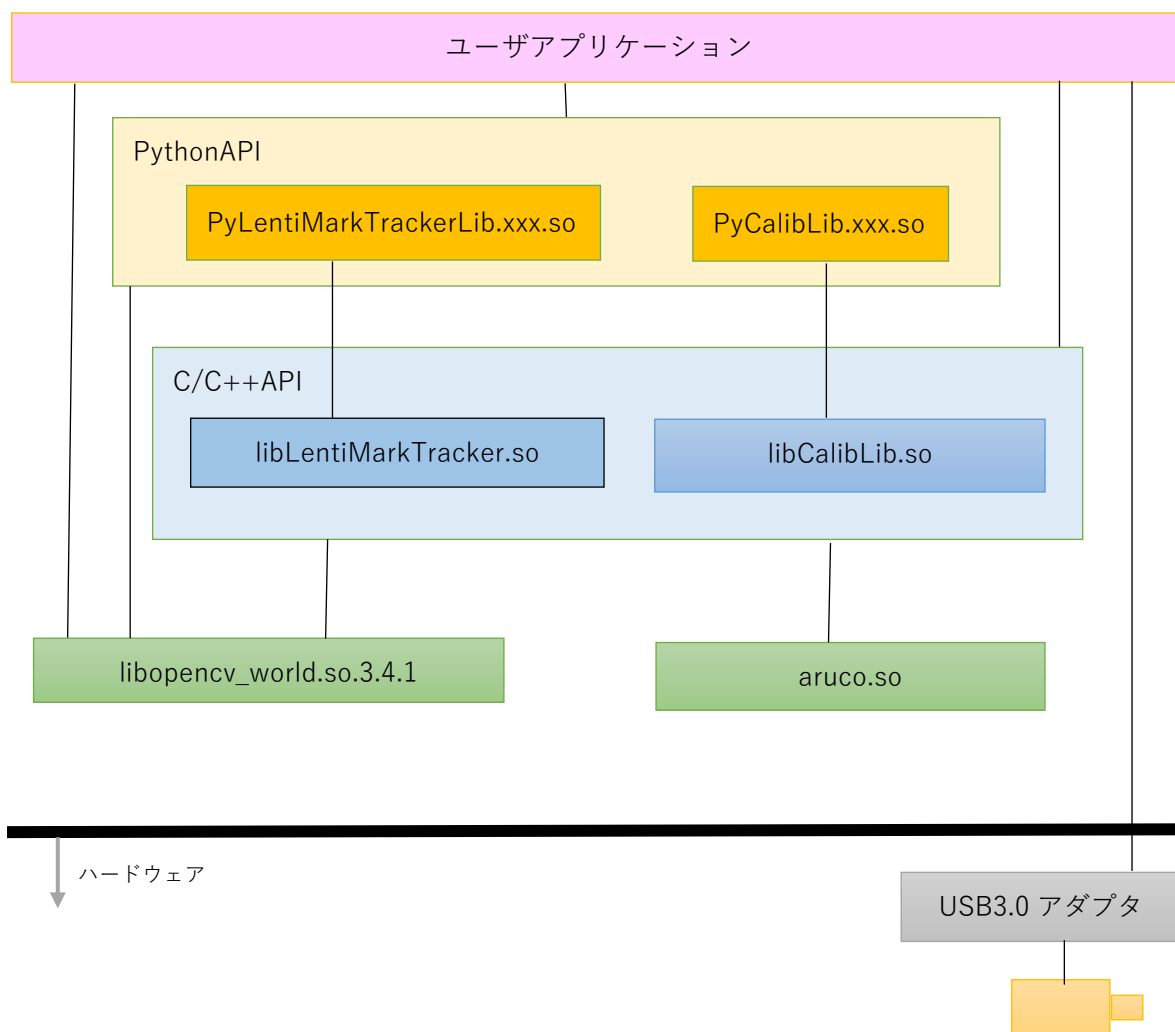 ユーザアプリケーション
PythonAPI
PyLentiMarkTrackerLib.xxx.so
PyCalibLib.xxx.so
C/C++API
libLentiMarkTracker.so
libCalibLib.so
libopencv_world.so.3.4.1
aruco.so
ハードウェア
USB3.0 アダプタ